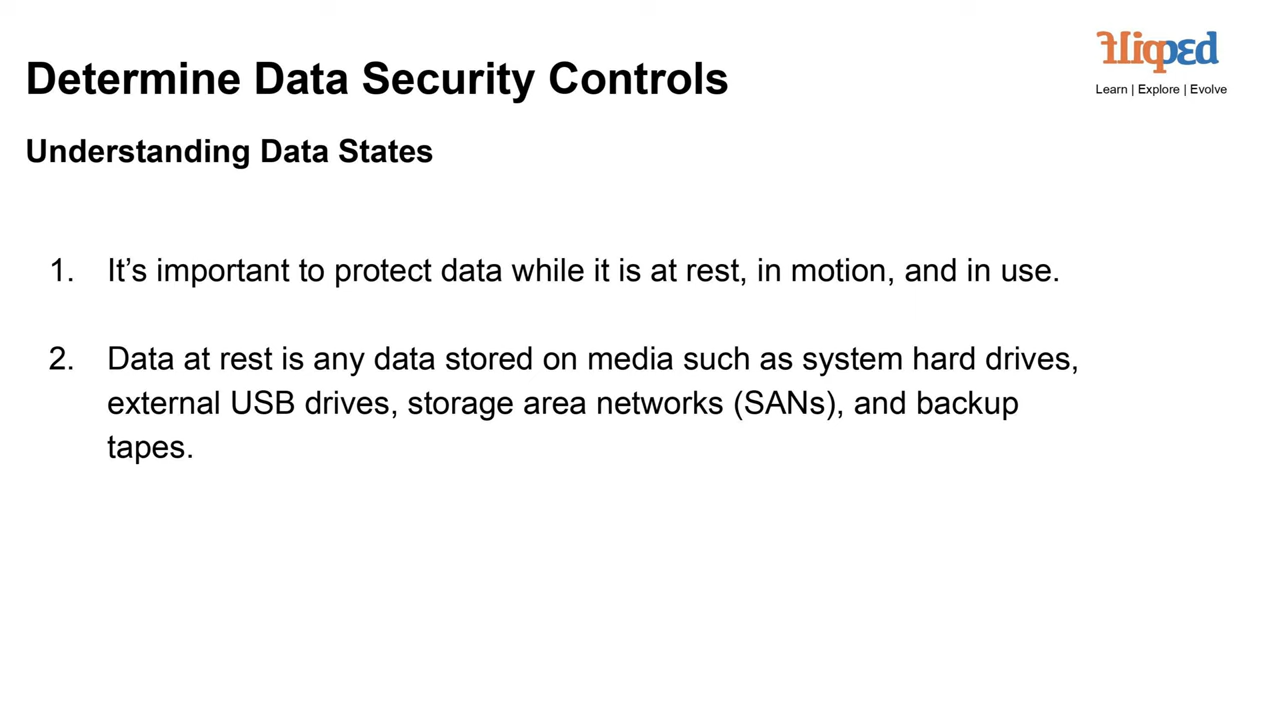 Flipped
Learn | Explore | Evolve
Determine Data Security Controls
Understanding Data States
1. It’s important to protect data while it is at rest, in motion, and in use.
2. Data at rest is any data stored on media such as system hard drives,
external USB drives, storage area networks (SANs), and backup
tapes.